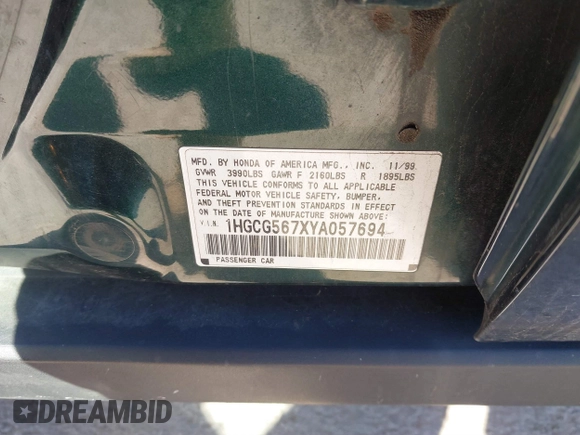 MFD. BY HONDA OF AMERICA MFG., INC. 11/99
GVWR 3990LBS GAWR F 2160LBS R 1895LBS
THIS VEHICLE CONFORMS TO ALL APPLICABLE
FEDERAL MOTOR VEHICLE SAFETY, BUMPER,
AND THEFT PREVENTION STANDARDS IN EFFECT
ON THE DATE OF MANUFACTURE SHOWN ABOVE.
V.I.N. 1HGCG567XYA057694
PASSENGER CAR
DREAMBID